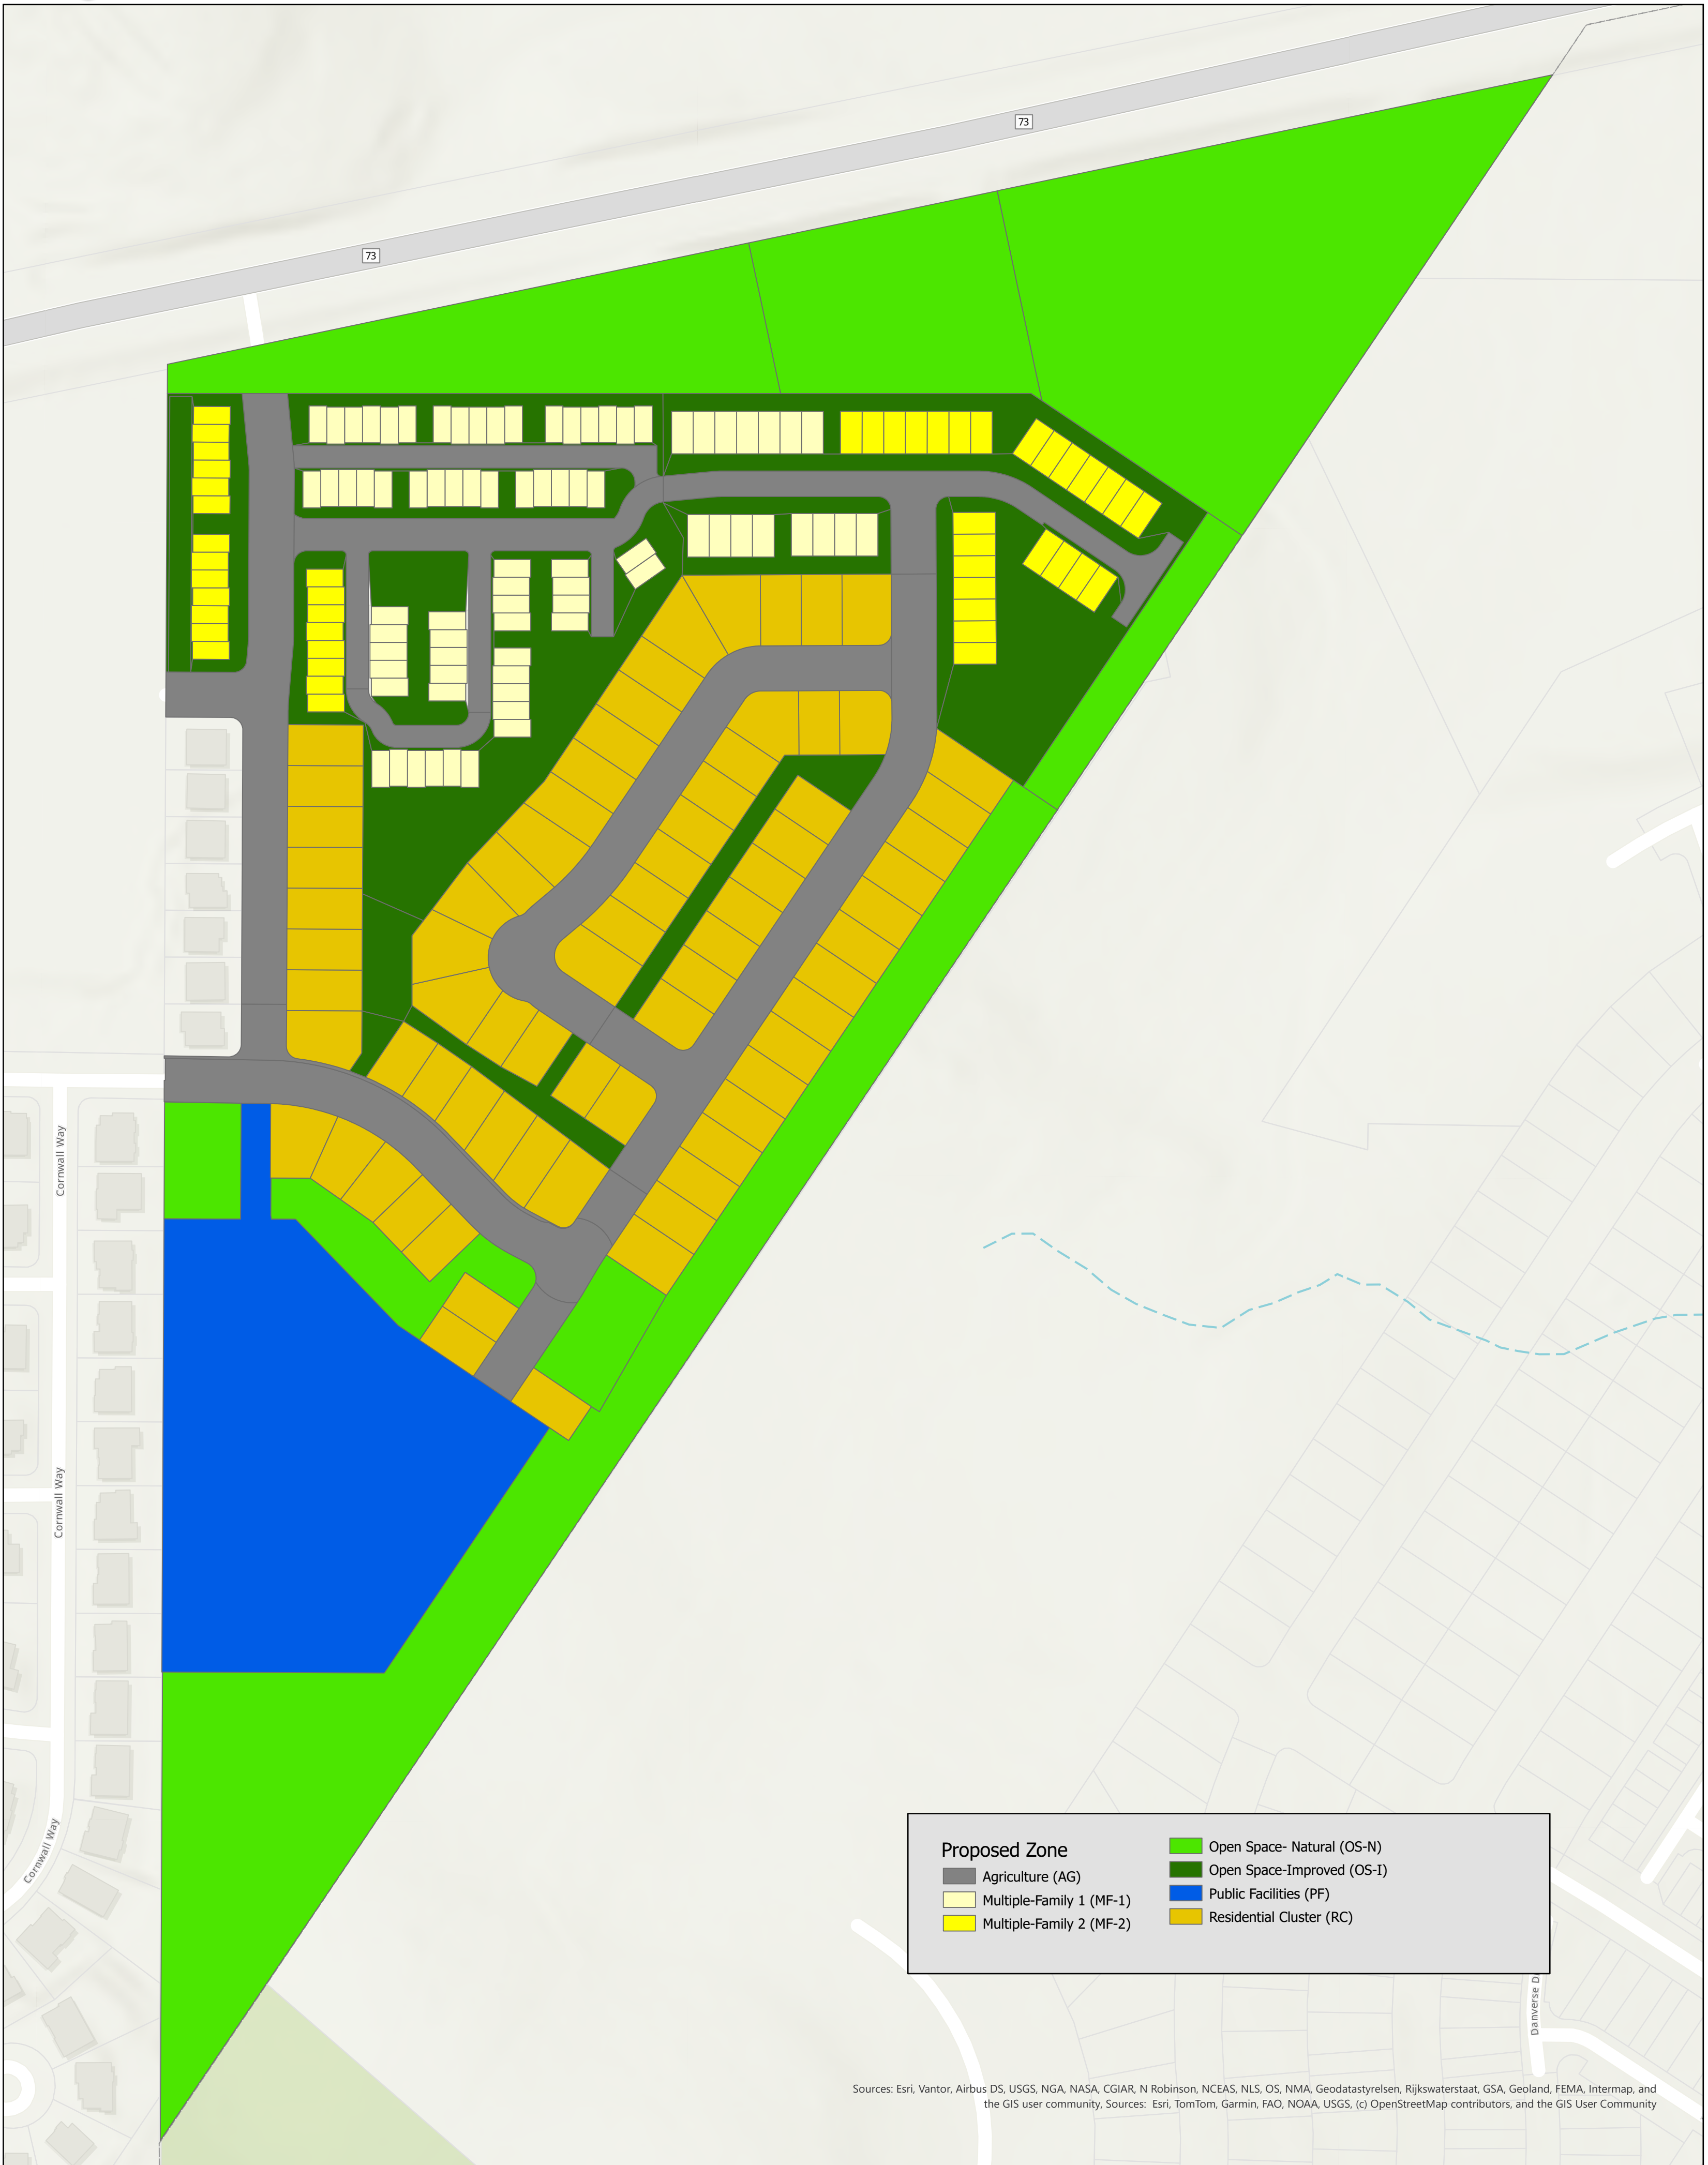 73
73
Cornwall Way
Cornwall Way
Cornwall Way
Proposed Zone
Agriculture (AG)
Multiple-Family 1 (MF-1)
Multiple-Family 2 (MF-2)
Open Space- Natural (OS-N)
Open Space-Improved (OS-I)
Public Facilities (PF)
Residential Cluster (RC)
Danverse D
Sources: Esri, Vantor, Airbus DS, USGS, NGA, NASA, CGIAR, N Robinson, NCEAS, NLS, OS, NMA, Geodatastyrelsen, Rijkswaterstaat, GSA, Geoland, FEMA, Intermap, and
the GIS user community, Sources: Esri, TomTom, Garmin, FAO, NOAA, USGS, (c) OpenStreetMap contributors, and the GIS User Community